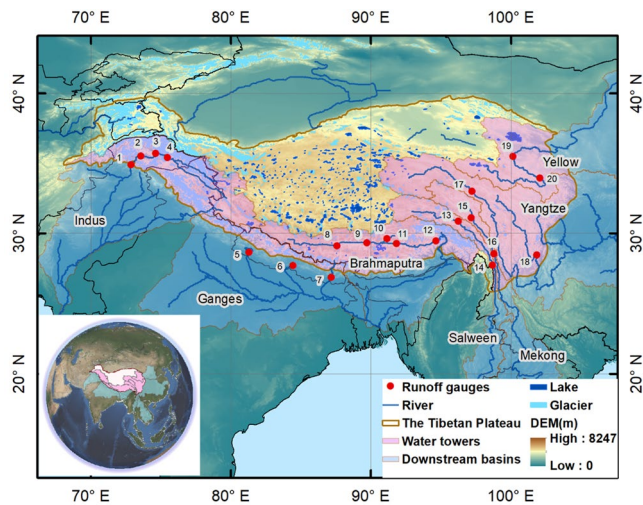 70° E 80° E 90° E 100° E
40° N 40° N
30° N 30° N
20° N 20° N
1 2 3 4
5 6 7
8 9 10 11 12
13 14 15 16 17 18
19 20
Indus
Ganges
Brahmaputra
Salween
Mekong
Yangtze
Yellow
Runoff gauges
River
The Tibetan Plateau
Water towers
Downstream basins
Lake
Glacier
DEM(m)
High : 8247
Low : 0
70° E 80° E 90° E 100° E